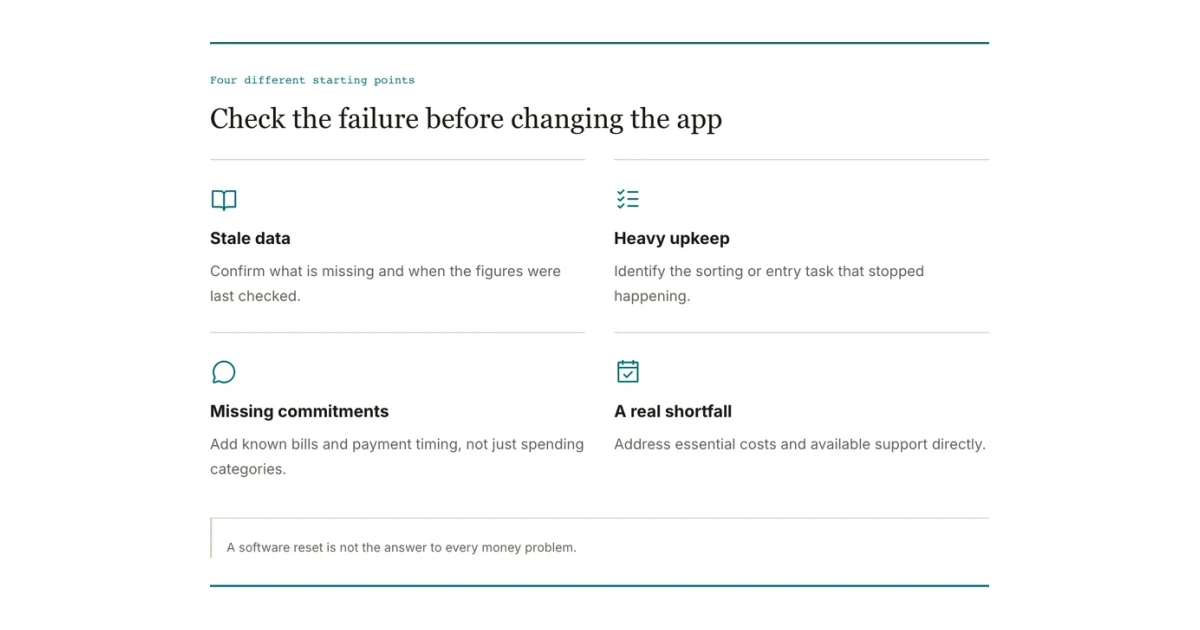 Four different starting points
Check the failure before changing the app
Stale data
Confirm what is missing and when the figures were
last checked.
Heavy upkeep
Identify the sorting or entry task that stopped
happening.
Missing commitments
Add known bills and payment timing, not just spending
categories.
A real shortfall
Address essential costs and available support directly.
A software reset is not the answer to every money problem.